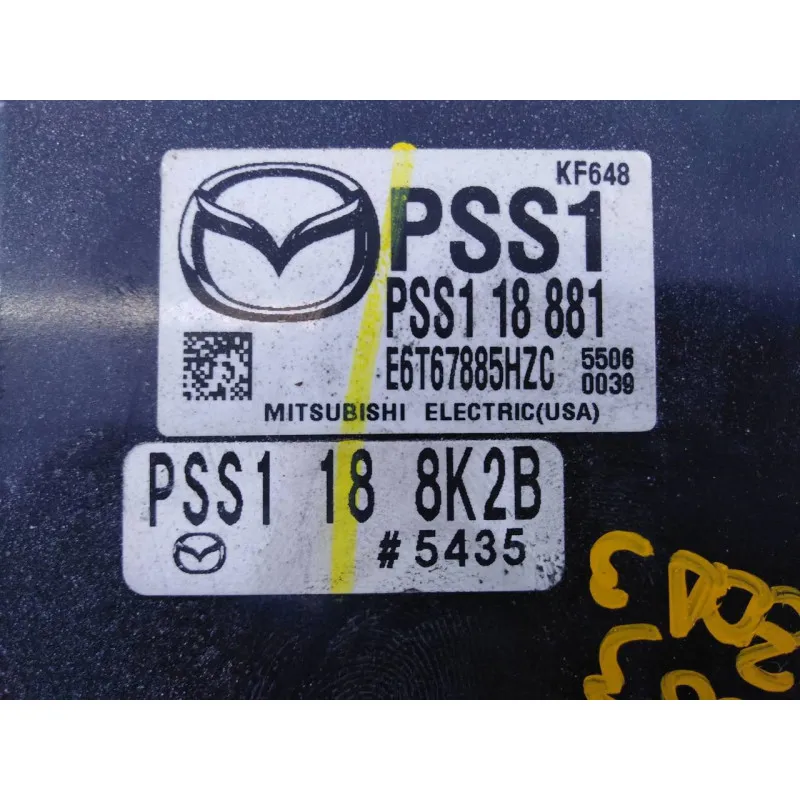 KF648
PSS1
PSS1 18 881
E6T67885HZC 5506
0039
MITSUBISHI ELECTRIC(USA)
PSS1 18 8K2B
#5435